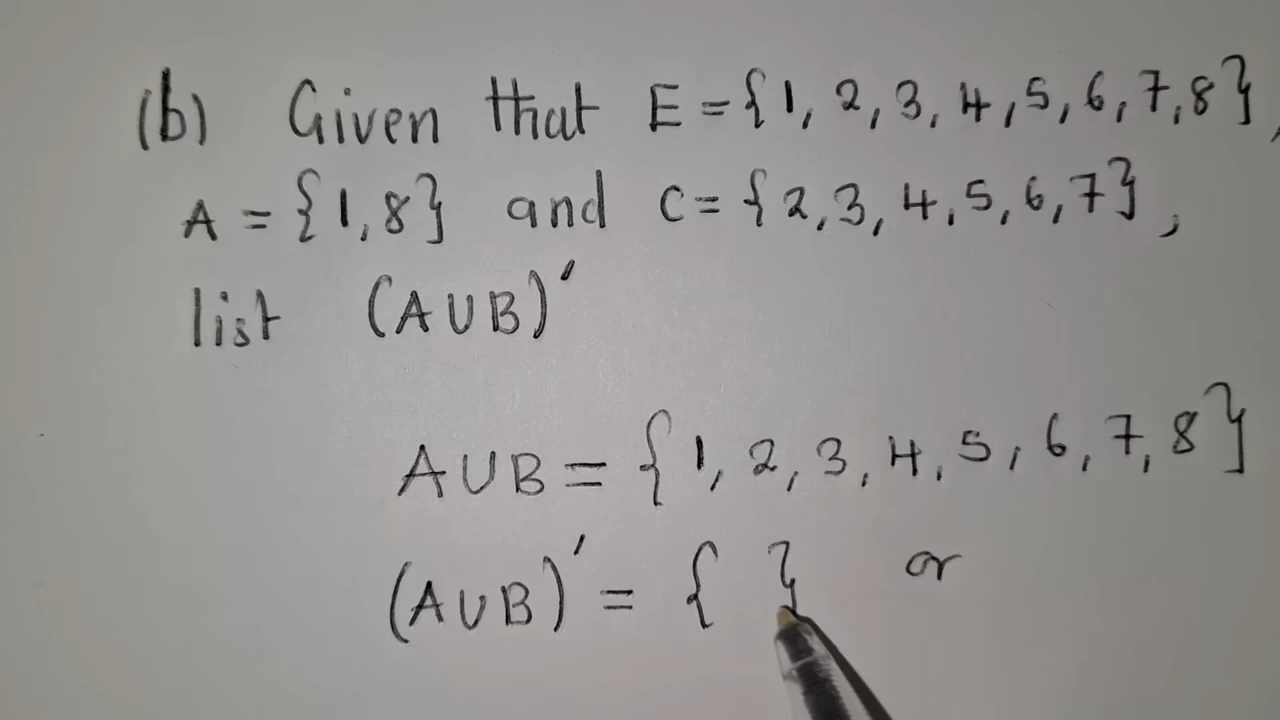 (b) Given that E = {1, 2, 3, 4, 5, 6, 7, 8},
A = {1, 8} and C = {2, 3, 4, 5, 6, 7},
list (A∪B)′
A∪B = {1, 2, 3, 4, 5, 6, 7, 8}
(A∪B)′ = { } or